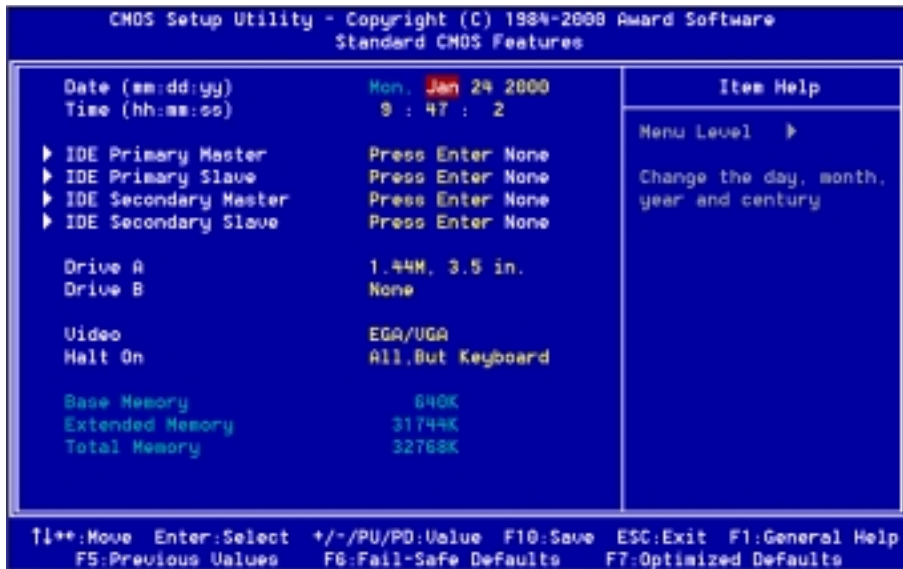 CMOS Setup Utility - Copyright (C) 1984-2000 Award Software
Standard CMOS Features
Date (mm:dd:yy) Mon, Jan 24 2000
Time (hh:mm:ss) 9 : 47 : 2
IDE Primary Master Press Enter None
IDE Primary Slave Press Enter None
IDE Secondary Master Press Enter None
IDE Secondary Slave Press Enter None
Drive A 1.44M, 3.5 in.
Drive B None
Video EGA/VGA
Halt On All,But Keyboard
Base Memory 640K
Extended Memory 31744K
Total Memory 32768K
Item Help
Menu Level
Change the day, month,
year and century
↑↓→←:Move Enter:Select +/-/PU/PD:Value F10:Save ESC:Exit F1:General Help
F5:Previous Values F6:Fail-Safe Defaults F7:Optimized Defaults